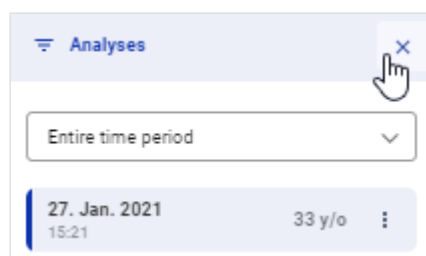 Analyses
Entire time period
27. Jan. 2021
33 y/o
15:21